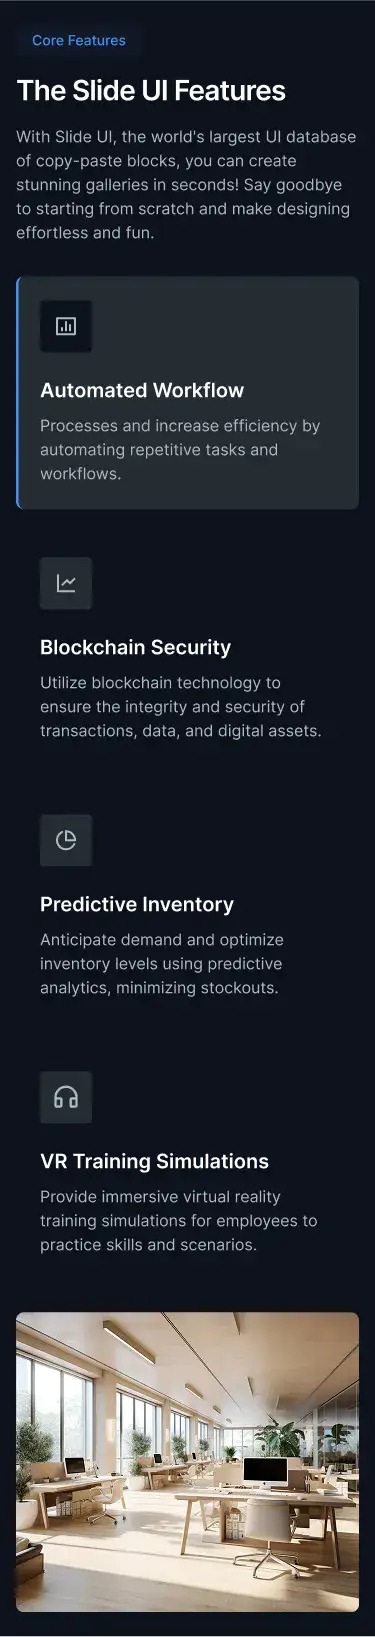 Core Features
The Slide UI Features
With Slide UI, the world's largest UI database
of copy-paste blocks, you can create
stunning galleries in seconds! Say goodbye
to starting from scratch and make designing
effortless and fun.
Automated Workflow
Processes and increase efficiency by
automating repetitive tasks and
workflows.
Blockchain Security
Utilize blockchain technology to
ensure the integrity and security of
transactions, data, and digital assets.
Predictive Inventory
Anticipate demand and optimize
inventory levels using predictive
analytics, minimizing stockouts.
VR Training Simulations
Provide immersive virtual reality
training simulations for employees to
practice skills and scenarios.